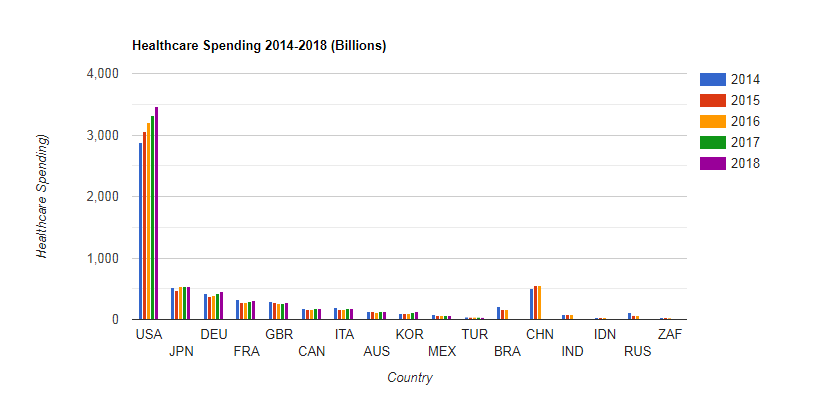 Healthcare Spending 2014-2018 (Billions)
4,000
3,000
2,000
1,000
0
Healthcare Spending)
2014
2015
2016
2017
2018
USA DEU GBR ITA KOR TUR CHN IDN ZAF
JPN FRA CAN AUS MEX BRA IND RUS
Country